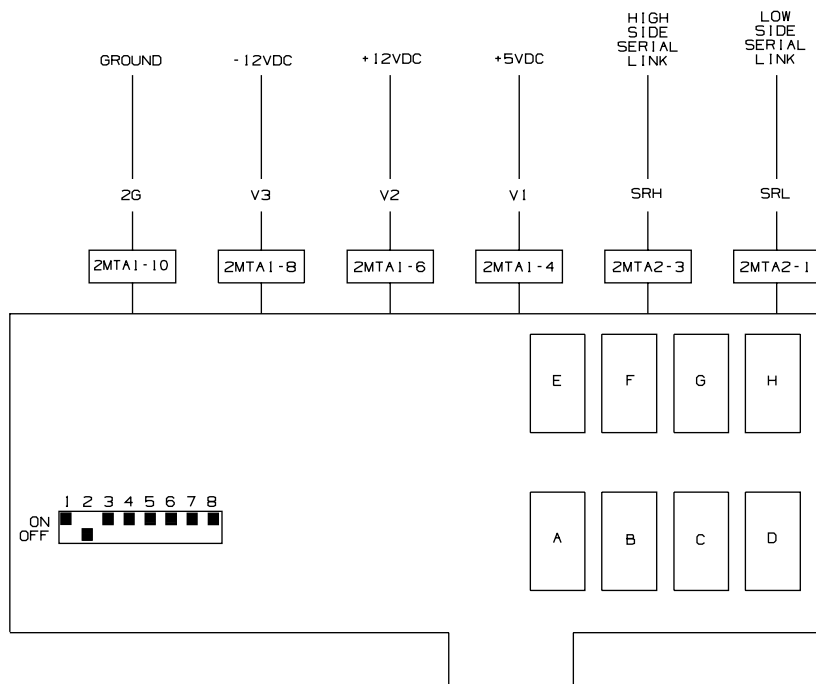 HIGH
SIDE
SERIAL
LINK
LOW
SIDE
SERIAL
LINK
GROUND -12VDC +12VDC +5VDC
2G V3 V2 V1 SRH SRL
2MTA1-10 2MTA1-8 2MTA1-6 2MTA1-4 2MTA2-3 2MTA2-1
E F G H
1 2 3 4 5 6 7 8
ON
OFF
A B C D